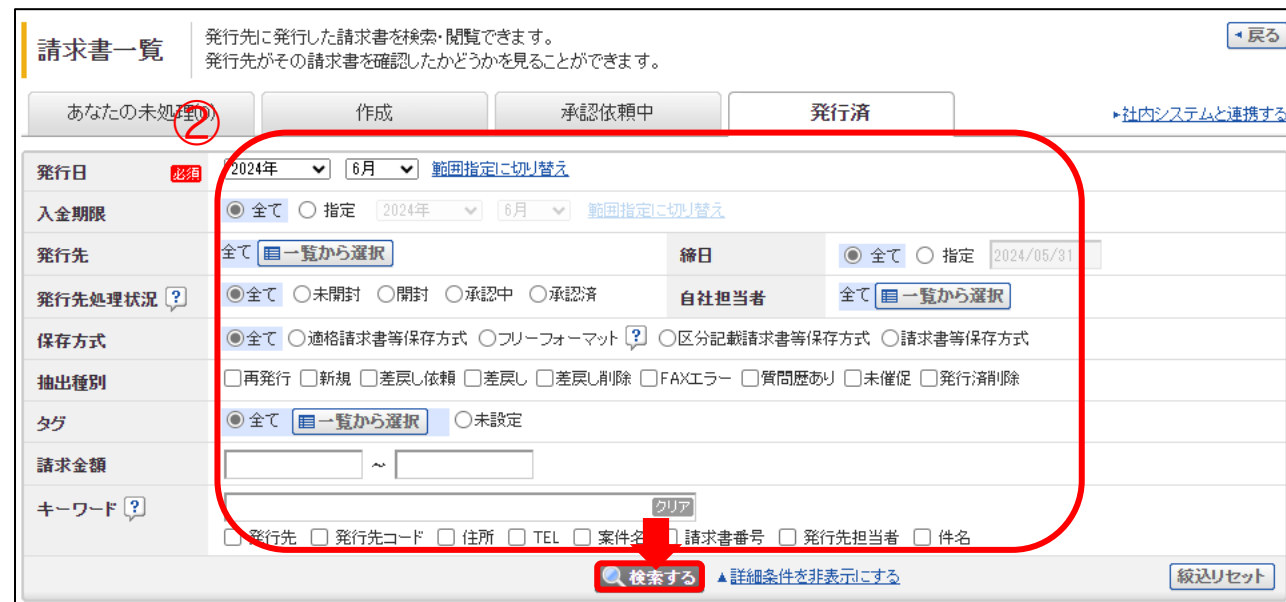 請求書一覧
発行先に発行した請求書を検索・閲覧できます。
発行先がその請求書を確認したかどうかを見ることができます。
戻る
あなたの未処理(0) 作成 承認依頼中 発行済 社内システムと連携する
②
発行日 必須 2024年 6月 範囲指定に切り替え
入金期限 全て 指定 2024年 6月 範囲指定に切り替え
発行先 全て 一覧から選択 締日 全て 指定 2024/05/31
発行先処理状況 ? 全て 未開封 開封 承認中 承認済 自社担当者 全て 一覧から選択
保存方式 全て 適格請求書等保存方式 フリーフォーマット ? 区分記載請求書等保存方式 請求書等保存方式
抽出種別 再発行 新規 差戻し依頼 差戻し 差戻し削除 FAXエラー 質問歴あり 未催促 発行済削除
タグ 全て 一覧から選択 未設定
請求金額 ～
キーワード ? クリア
発行先 発行先コード 住所 TEL 案件名 請求書番号 発行先担当者 件名
検索する ▲詳細条件を非表示にする 絞込リセット